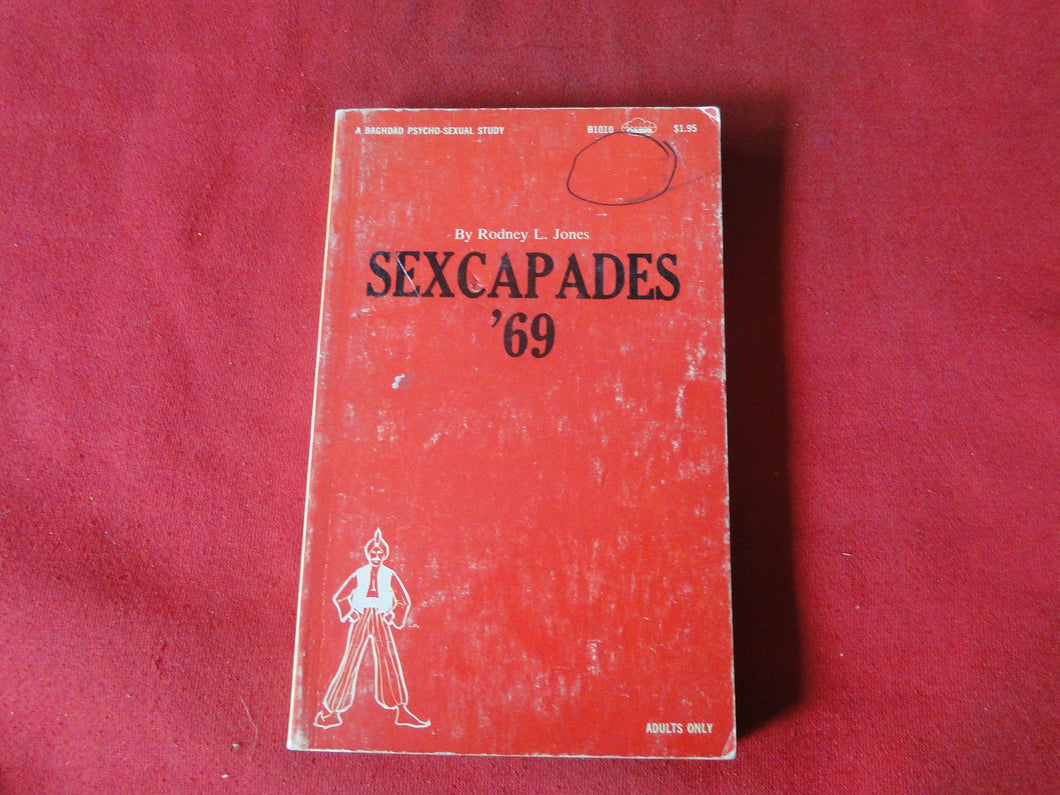 A BAGHDAD PSYCHO-SEXUAL STUDY
B1010
$1.95
By Rodney L. Jones
SEXCAPADES
'69
ADULTS ONLY